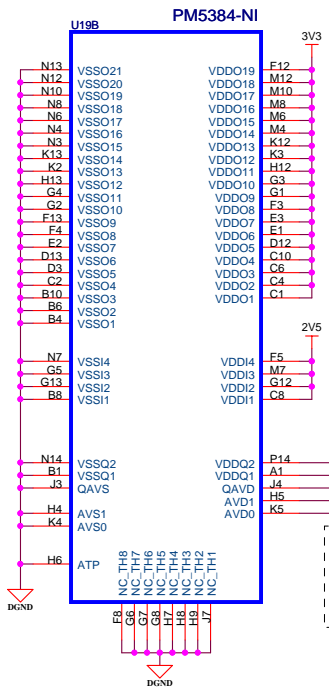 PM5384-NI
U19B
3V3
N13 VSSO21 VDDO19 F12
N12 VSSO20 VDDO18 M12
N10 VSSO19 VDDO17 M10
N8 VSSO18 VDDO16 M8
N6 VSSO17 VDDO15 M6
N4 VSSO16 VDDO14 M4
N3 VSSO15 VDDO13 K12
K13 VSSO14 VDDO12 K3
K2 VSSO13 VDDO11 H12
H13 VSSO12 VDDO10 G3
G4 VSSO11 VDDO9 G1
G2 VSSO10 VDDO8 F3
F13 VSSO9 VDDO7 E3
F4 VSSO8 VDDO6 E1
E2 VSSO7 VDDO5 D12
D13 VSSO6 VDDO4 C10
D3 VSSO5 VDDO3 C6
C2 VSSO4 VDDO2 C4
B10 VSSO3 VDDO1 C1
B6 VSSO2
B4 VSSO1
2V5
N7 VSSI4 VDDI4 F5
G5 VSSI3 VDDI3 M7
G13 VSSI2 VDDI2 G12
B8 VSSI1 VDDI1 C8
N14 VSSQ2 VDDQ2 P14
B1 VSSQ1 VDDQ1 A1
J3 QAVS QAVD J4
AVD1 H5
H4 AVS1 AVD0 K5
K4 AVS0
H6 ATP
NC_TH8 NC_TH7 NC_TH6 NC_TH5 NC_TH4 NC_TH3 NC_TH2 NC_TH1
F8 G6 G7 G8 H7 H8 H9 J7
DGND
DGND